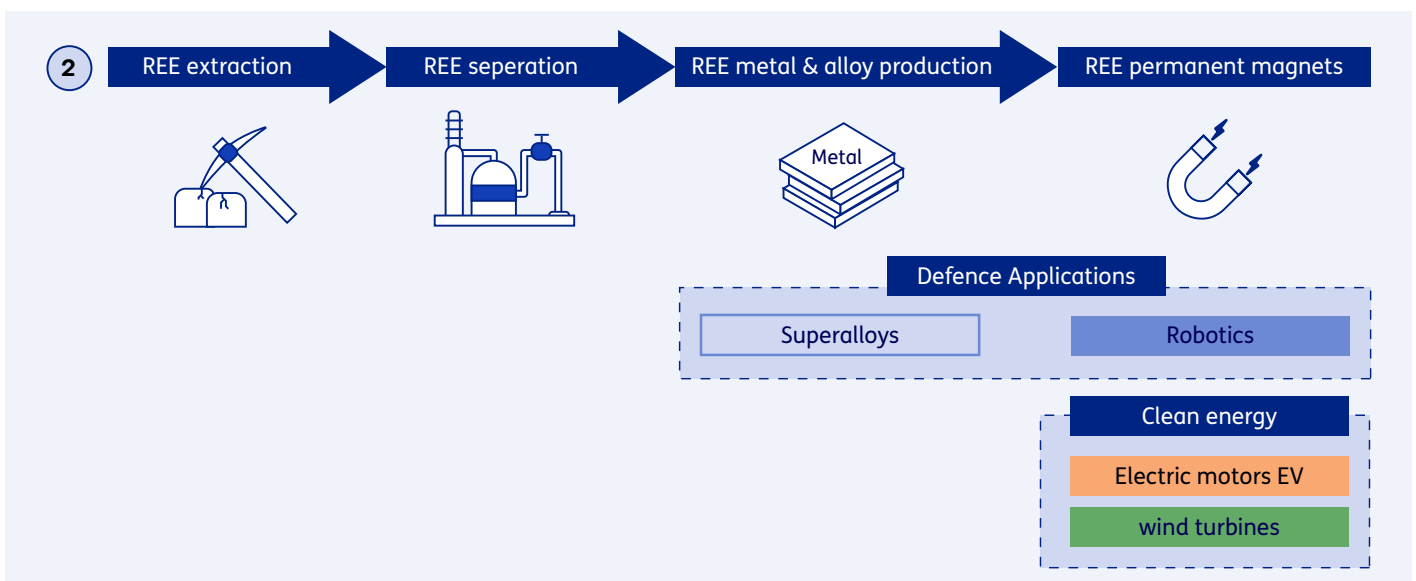 2
REE extraction
REE seperation
REE metal & alloy production
REE permanent magnets
Metal
Defence Applications
Superalloys
Robotics
Clean energy
Electric motors EV
wind turbines